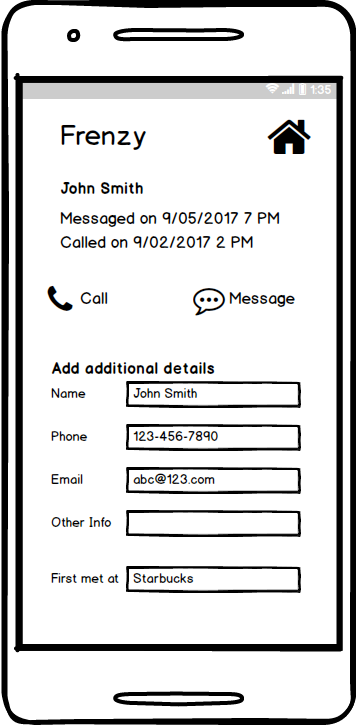 1:35
Frenzy
John Smith
Messaged on 9/05/2017 7 PM
Called on 9/02/2017 2 PM
Call Message
Add additional details
Name John Smith
Phone 123-456-7890
Email abc@123.com
Other Info
First met at Starbucks